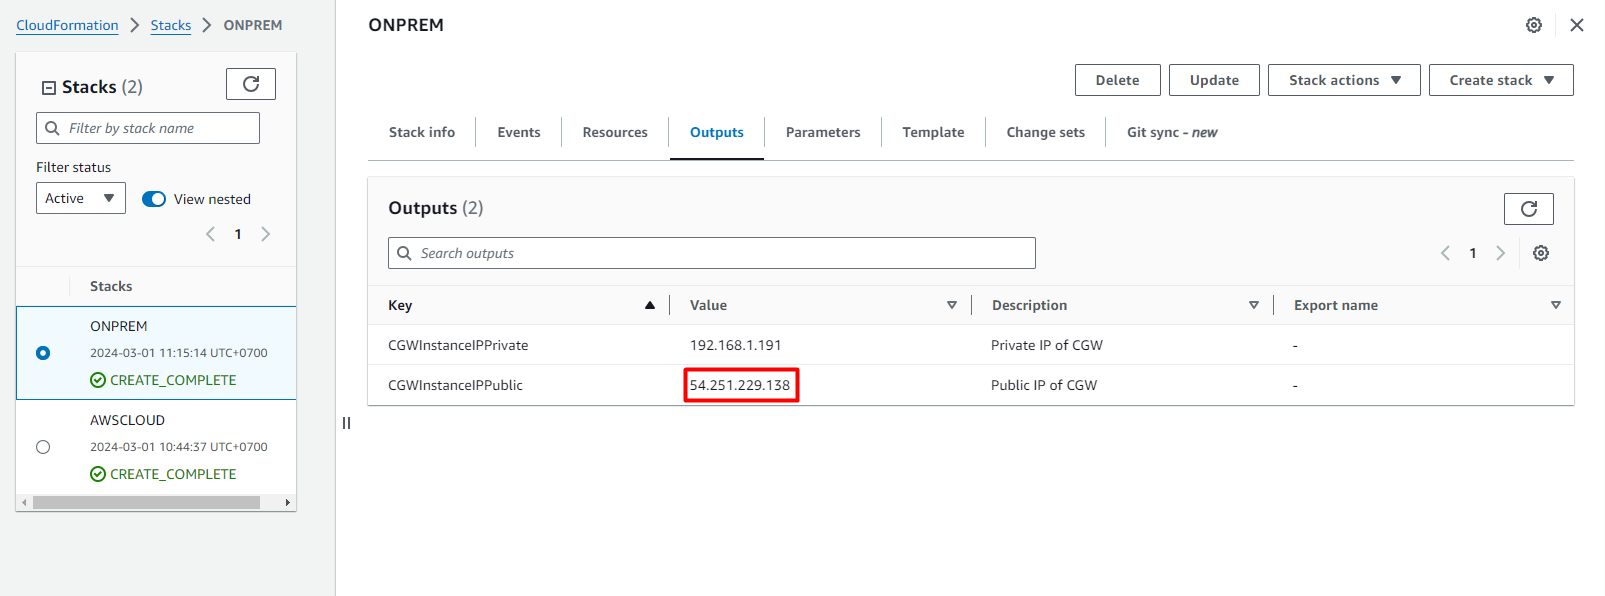 CloudFormation > Stacks > ONPREM
Stacks (2)
Filter by stack name
Filter status
Active View nested
1
Stacks
ONPREM
2024-03-01 11:15:14 UTC+0700
CREATE_COMPLETE
AWSCLOUD
2024-03-01 10:44:37 UTC+0700
CREATE_COMPLETE
ONPREM
Delete Update Stack actions Create stack
Stack info Events Resources Outputs Parameters Template Change sets Git sync - new
Outputs (2)
Search outputs
1
Key Value Description Export name
CGWInstanceIPPrivate 192.168.1.191 Private IP of CGW -
CGWInstanceIPPublic 54.251.229.138 Public IP of CGW -